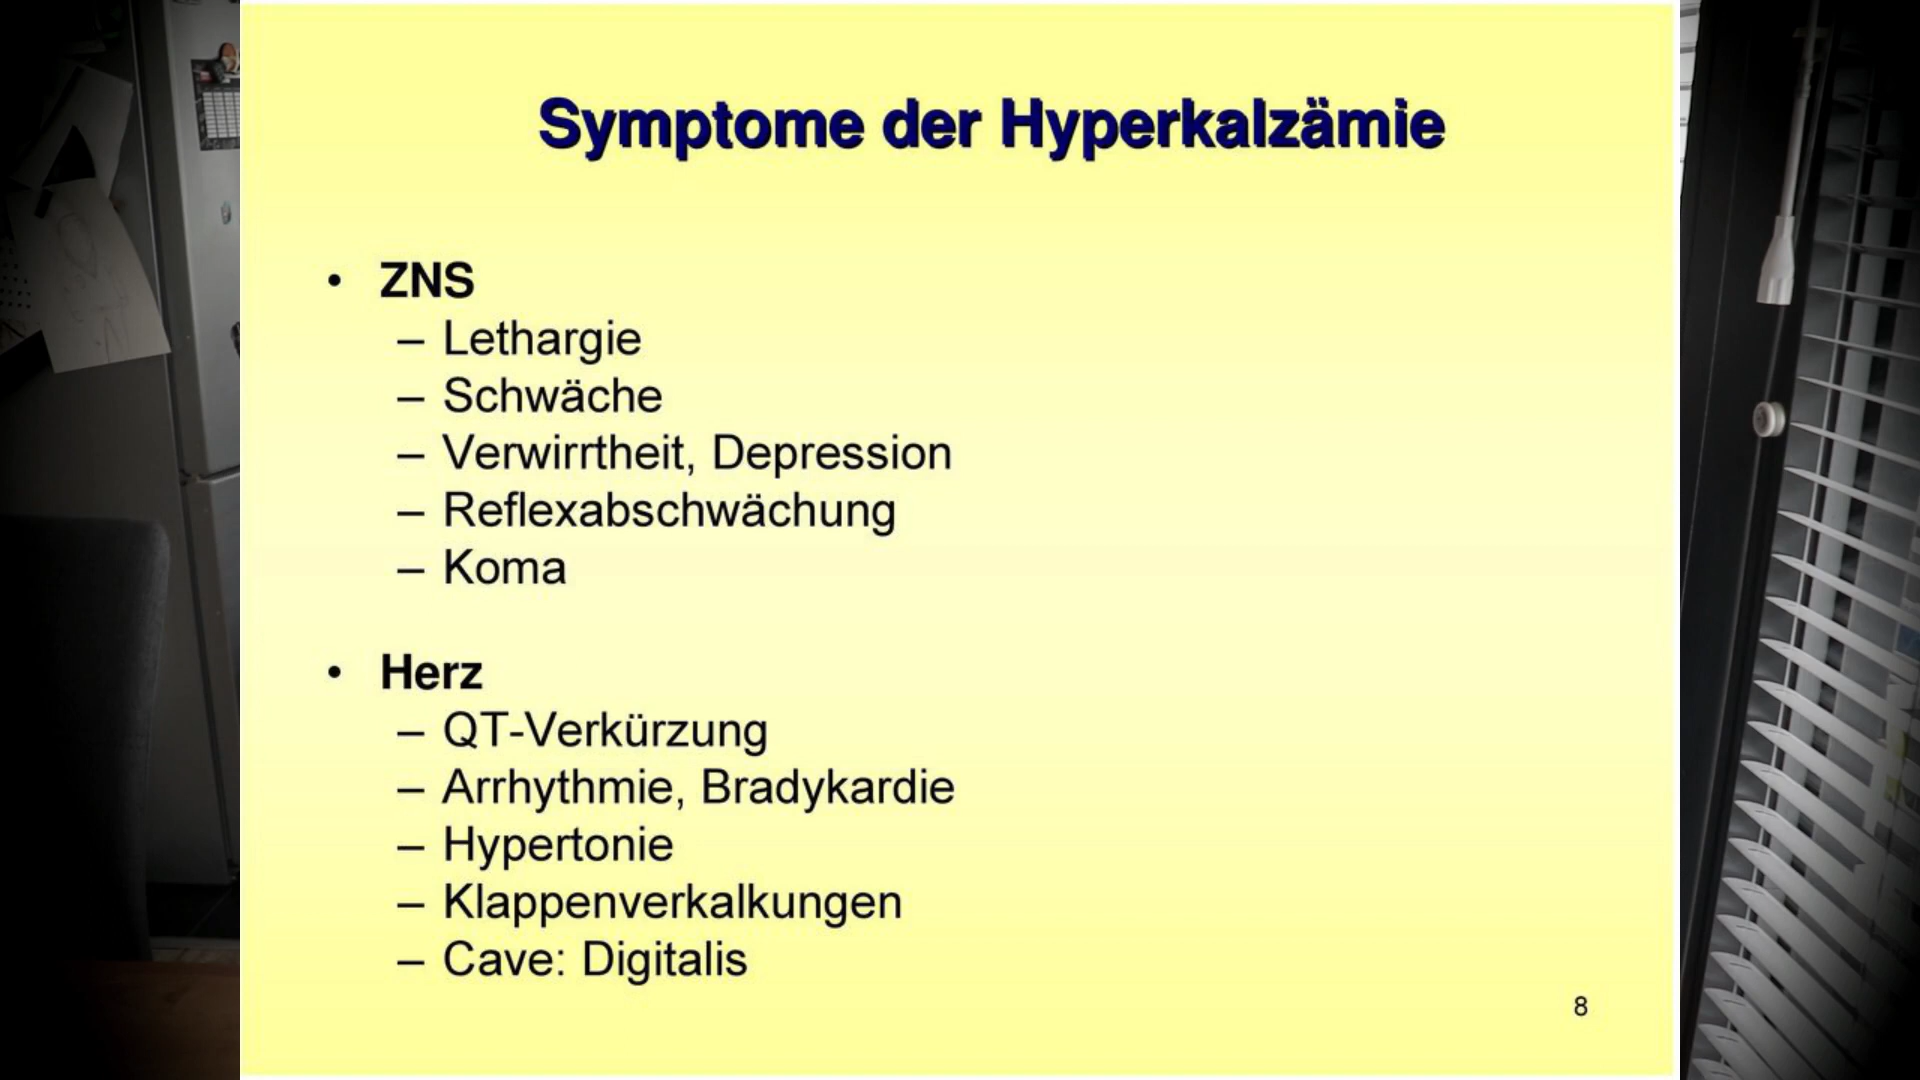 Symptome der Hyperkalzämie
• ZNS
– Lethargie
– Schwäche
– Verwirrtheit, Depression
– Reflexabschwächung
– Koma
• Herz
– QT-Verkürzung
– Arrhythmie, Bradykardie
– Hypertonie
– Klappenverkalkungen
– Cave: Digitalis
8